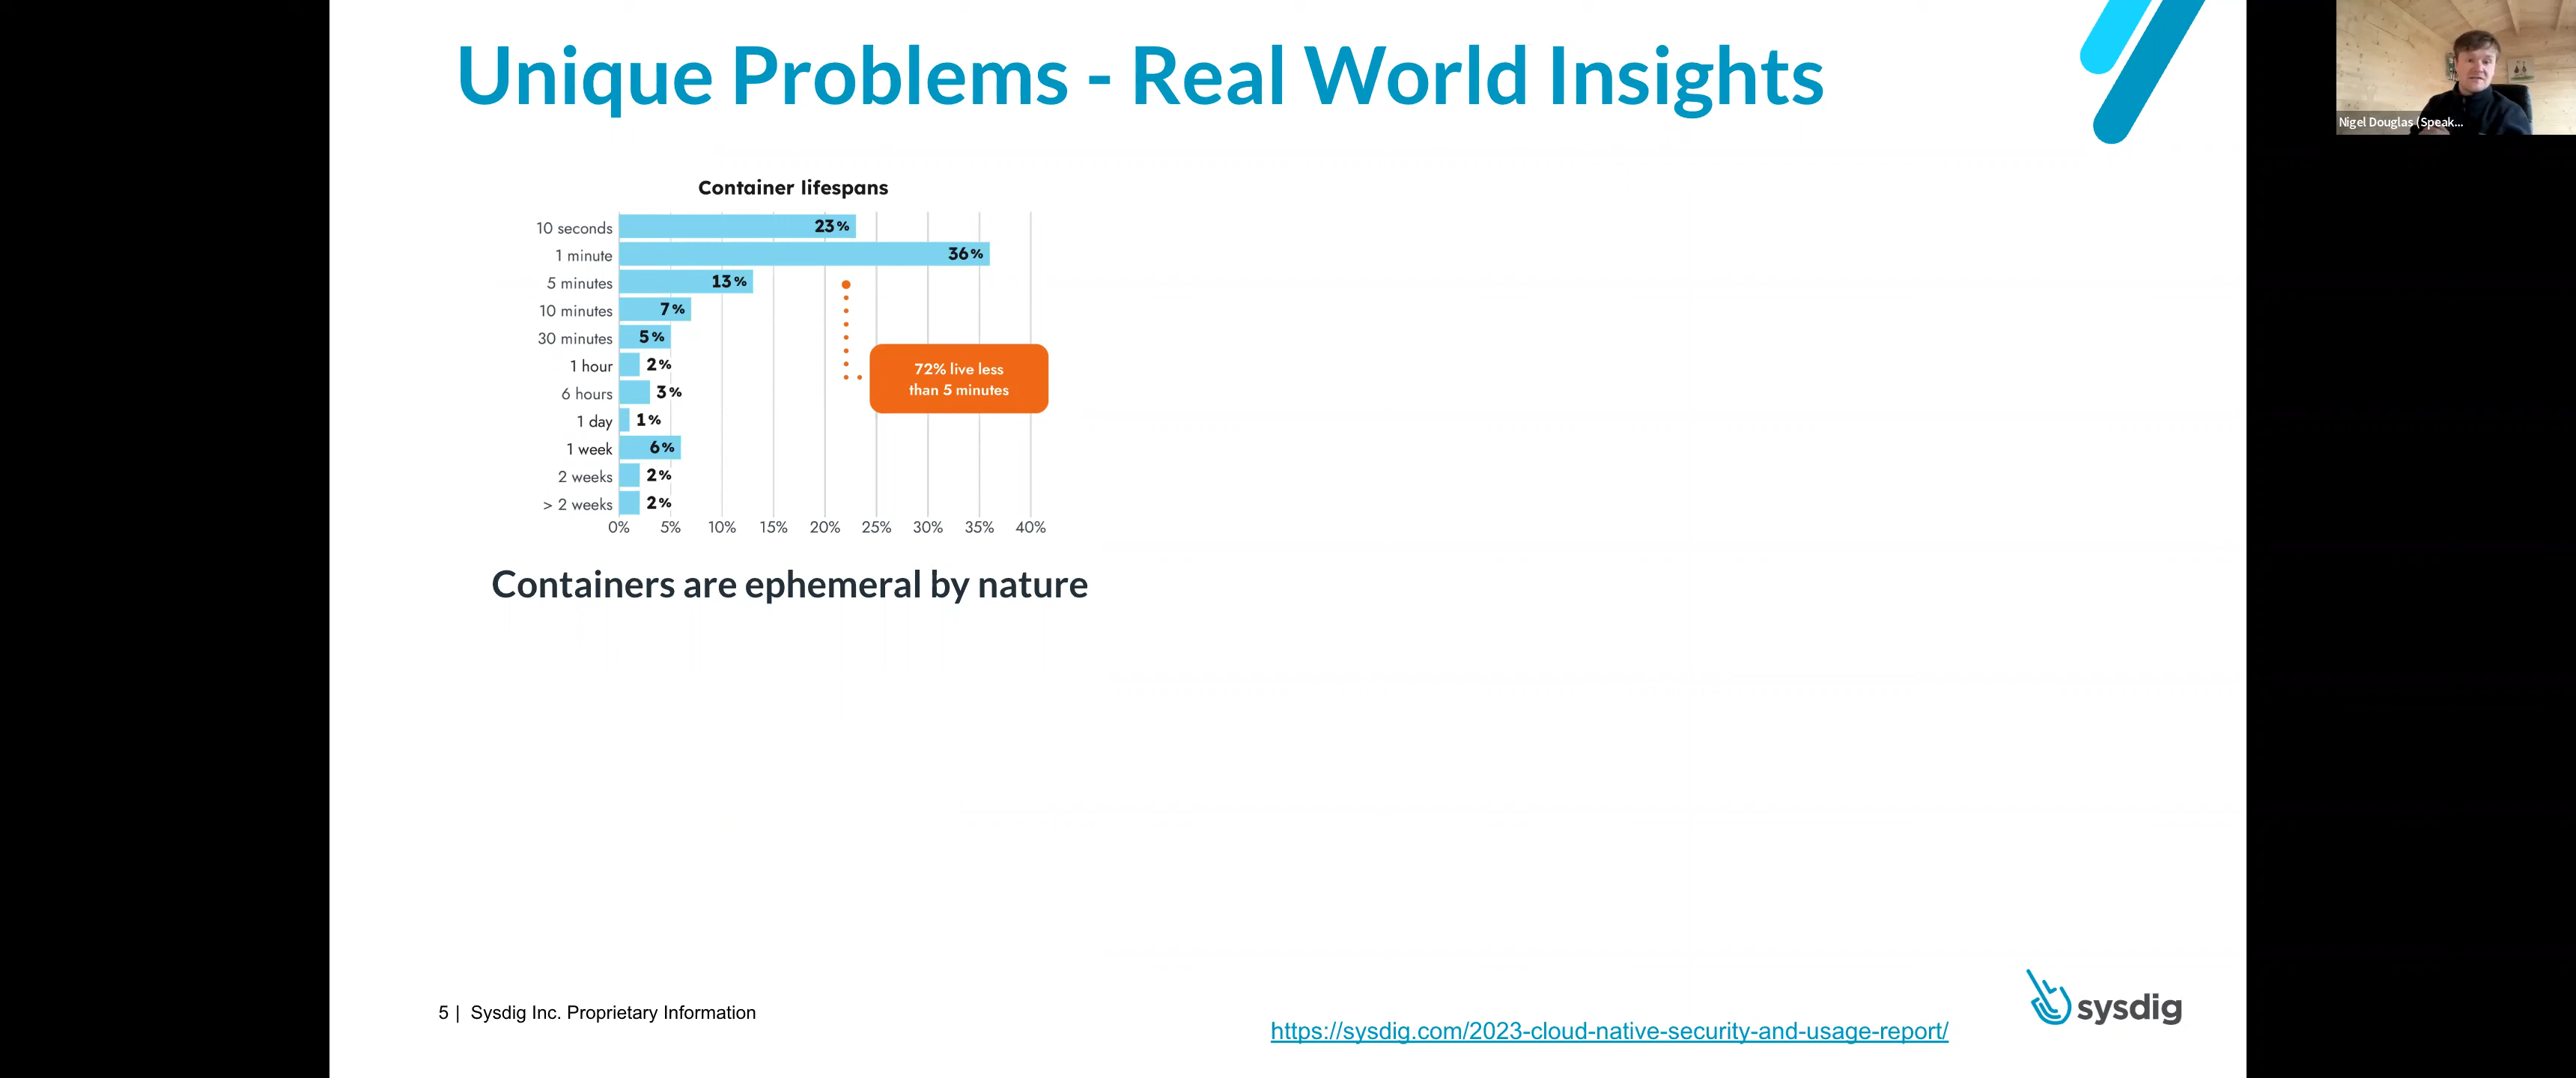 Unique Problems - Real World Insights
Nigel Douglas (Speak...
Container lifespans
10 seconds 23%
1 minute 36%
5 minutes 13%
10 minutes 7%
30 minutes 5%
1 hour 2%
6 hours 3%
1 day 1%
1 week 6%
2 weeks 2%
> 2 weeks 2%
0% 5% 10% 15% 20% 25% 30% 35% 40%
72% live less
than 5 minutes
Containers are ephemeral by nature
5 | Sysdig Inc. Proprietary Information
https://sysdig.com/2023-cloud-native-security-and-usage-report/
sysdig